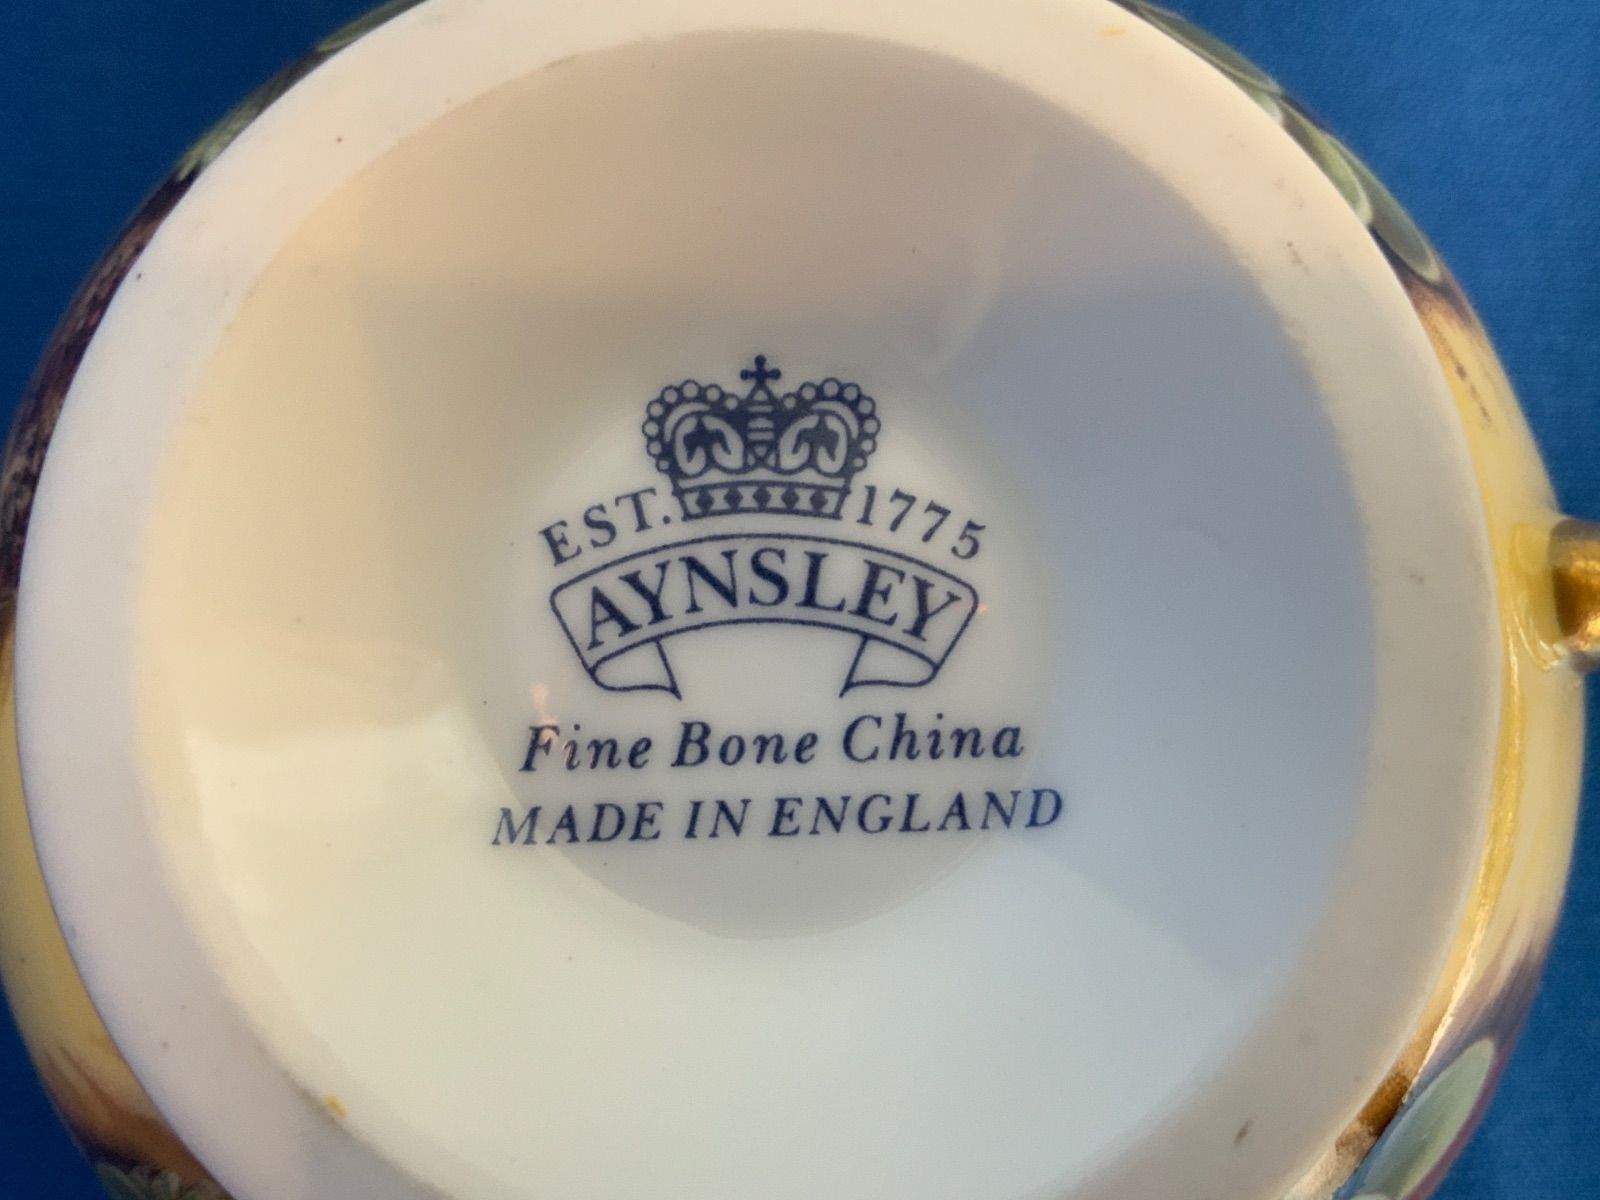 EST. 1775
AYNSLEY
Fine Bone China
MADE IN ENGLAND